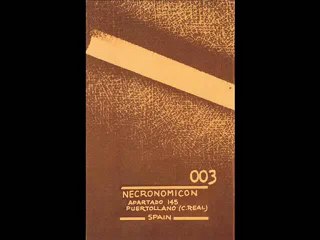 003
NECRONOMICON
APARTADO 145
PUERTOLLANO (C.REAL)
SPAIN